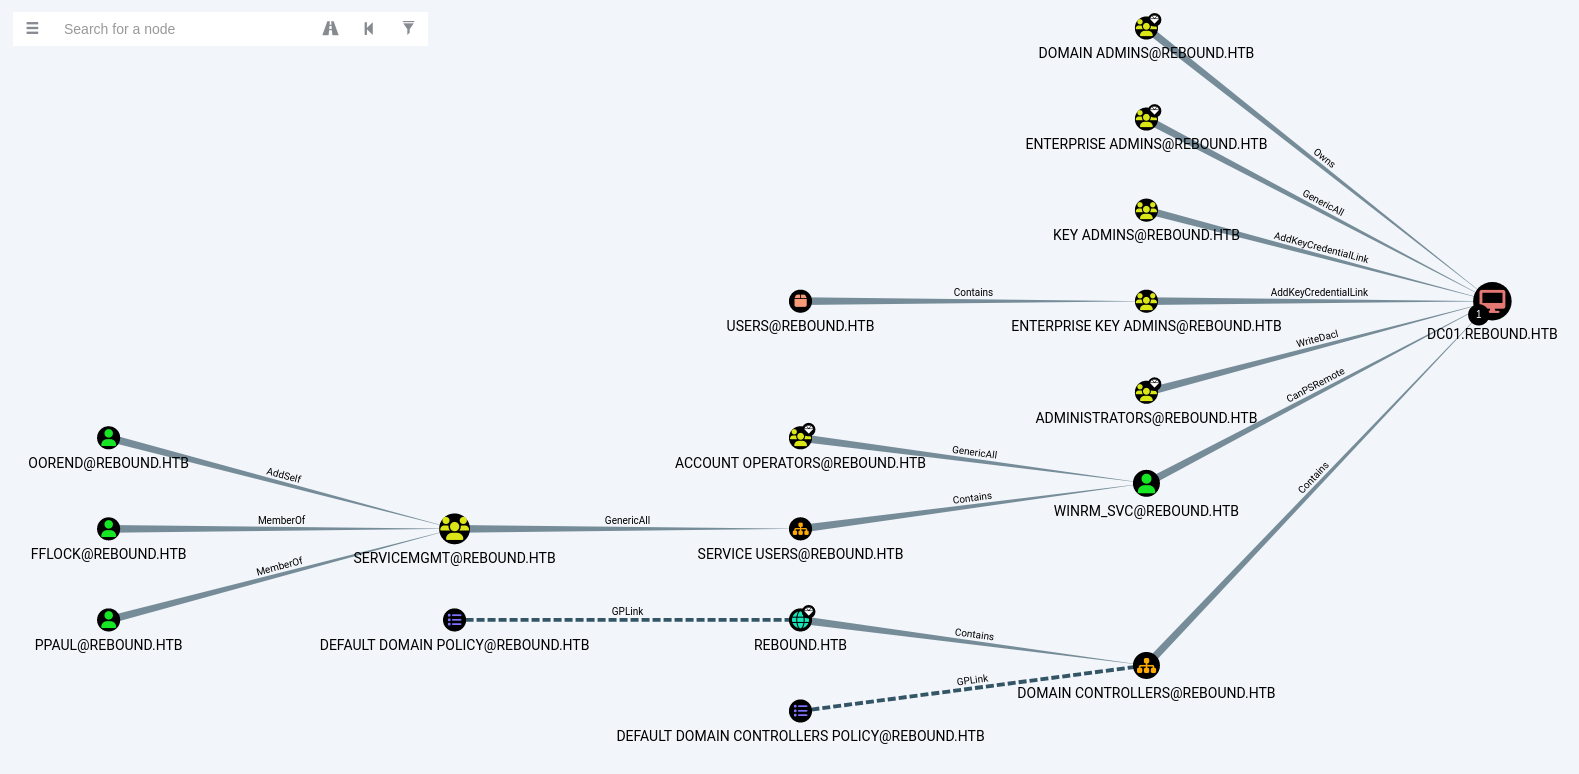 Search for a node
DOMAIN ADMINS@REBOUND.HTB
Owns
ENTERPRISE ADMINS@REBOUND.HTB
GenericAll
KEY ADMINS@REBOUND.HTB
AddKeyCredentialLink
USERS@REBOUND.HTB
Contains
ENTERPRISE KEY ADMINS@REBOUND.HTB
AddKeyCredentialLink
1
DC01.REBOUND.HTB
WriteDacl
ADMINISTRATORS@REBOUND.HTB
CanPSRemote
OOREND@REBOUND.HTB
AddSelf
ACCOUNT OPERATORS@REBOUND.HTB
GenericAll
WINRM_SVC@REBOUND.HTB
Contains
FFLOCK@REBOUND.HTB
MemberOf
SERVICEMGMT@REBOUND.HTB
GenericAll
SERVICE USERS@REBOUND.HTB
Contains
PPAUL@REBOUND.HTB
MemberOf
DEFAULT DOMAIN POLICY@REBOUND.HTB
GPLink
REBOUND.HTB
Contains
DOMAIN CONTROLLERS@REBOUND.HTB
GPLink
DEFAULT DOMAIN CONTROLLERS POLICY@REBOUND.HTB